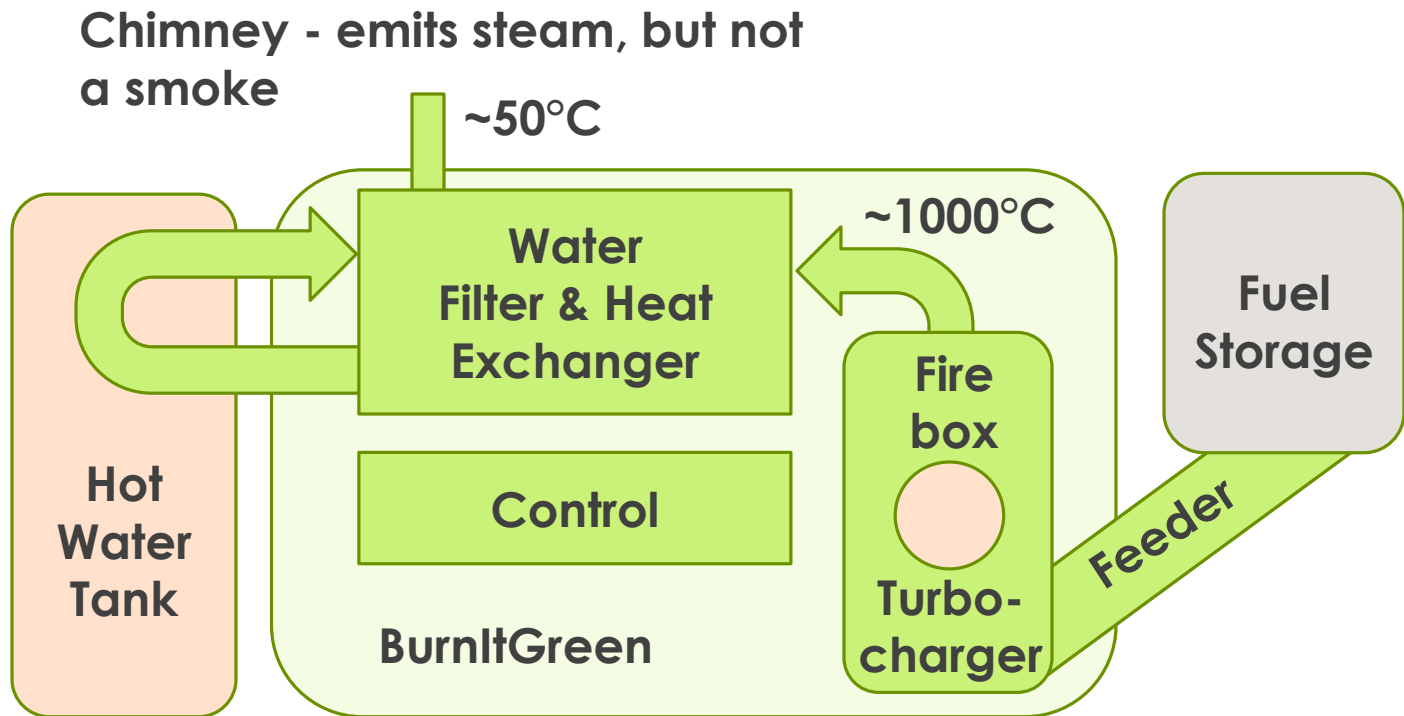 Chimney - emits steam, but not
a smoke
~50°C
~1000°C
Water
Filter & Heat
Exchanger
Fuel
Storage
Fire
box
Hot
Water
Tank
Control
Feeder
Turbo-
charger
BurnItGreen